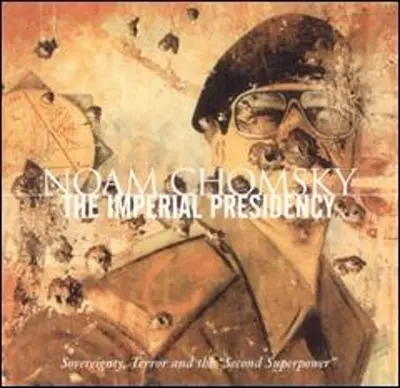 NOAM CHOMSKY
THE IMPERIAL PRESIDENCY
Sovereignty, Terror and the "Second Superpower"